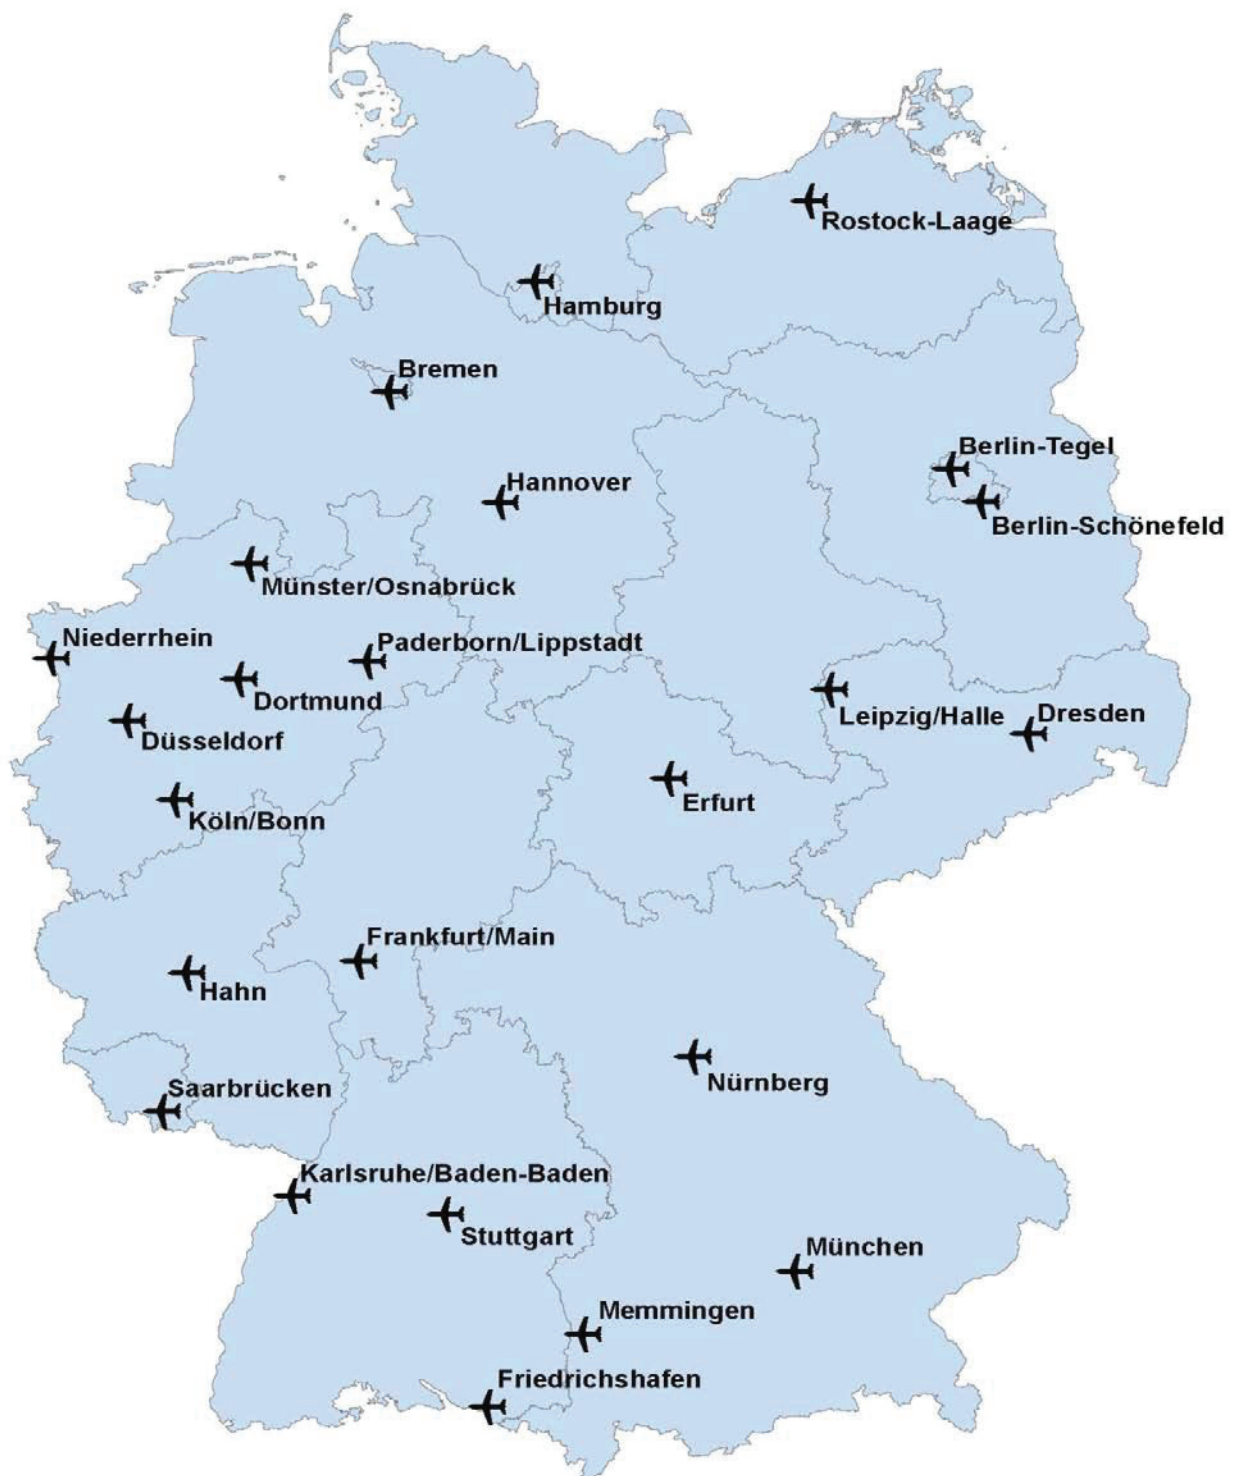 Rostock-Laage
Hamburg
Bremen
Berlin-Tegel
Hannover
Berlin-Schönefeld
Münster/Osnabrück
Niederrhein
Paderborn/Lippstadt
Dortmund
Leipzig/Halle
Dresden
Düsseldorf
Erfurt
Köln/Bonn
Frankfurt/Main
Hahn
Nürnberg
Saarbrücken
Karlsruhe/Baden-Baden
Stuttgart
München
Memmingen
Friedrichshafen